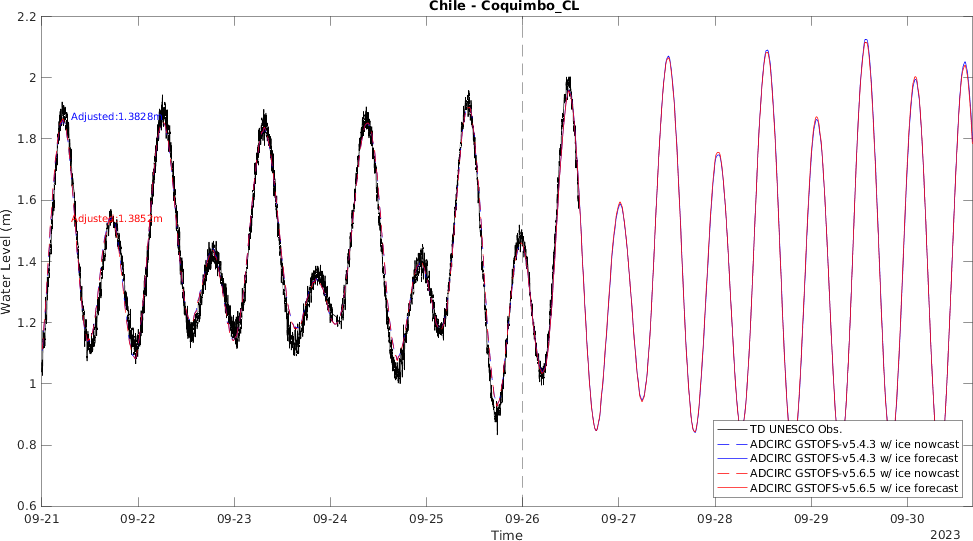 Chile - Coquimbo_CL
2.2
2
1.8
1.6
1.4
1.2
1
0.8
0.6
Water Level (m)
Adjusted:1.3828m
Adjusted:1.3852m
TD UNESCO Obs.
ADCIRC GSTOFS-v5.4.3 w/ ice nowcast
ADCIRC GSTOFS-v5.4.3 w/ ice forecast
ADCIRC GSTOFS-v5.6.5 w/ ice nowcast
ADCIRC GSTOFS-v5.6.5 w/ ice forecast
09-21 09-22 09-23 09-24 09-25 09-26 09-27 09-28 09-29 09-30
Time
2023